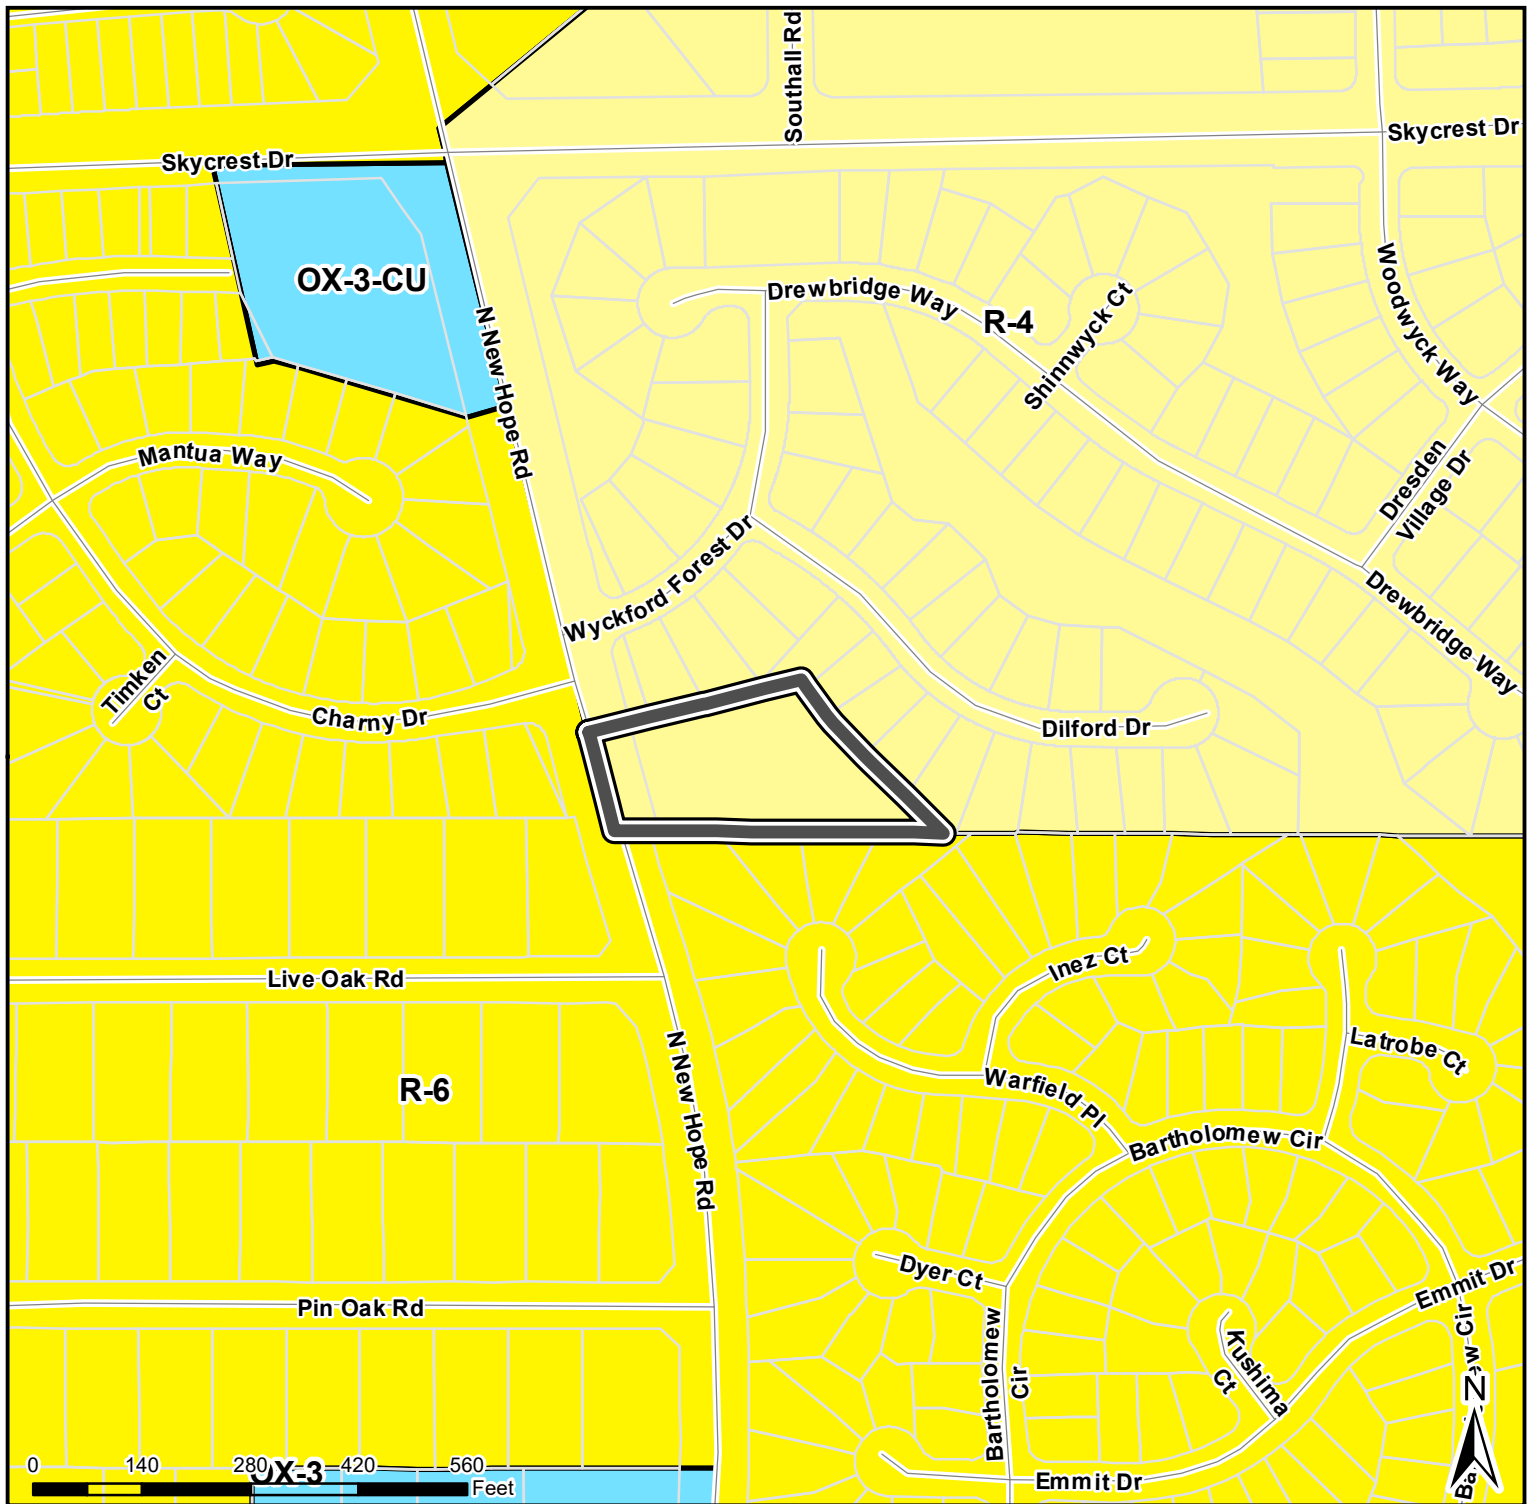 Southall Rd
Skycrest Dr
Skycrest Dr
OX-3-CU
N New Hope Rd
Drewbridge Way
R-4
Shinnwyck Ct
Woodwyck Way
Mantua Way
Dresden
Village Dr
Wyckford Forest Dr
Drewbridge Way
Timken
Ct
Charny Dr
Dilford Dr
Live Oak Rd
Inez Ct
N New Hope Rd
Latrobe Ct
R-6
Warfield Pl
Bartholomew Cir
Dyer Ct
Emmit Dr
Pin Oak Rd
Bartholomew
Cir
Kushima
Ct
Cir
N
0 140 280 420 560
Feet
OX-3
Emmit Dr